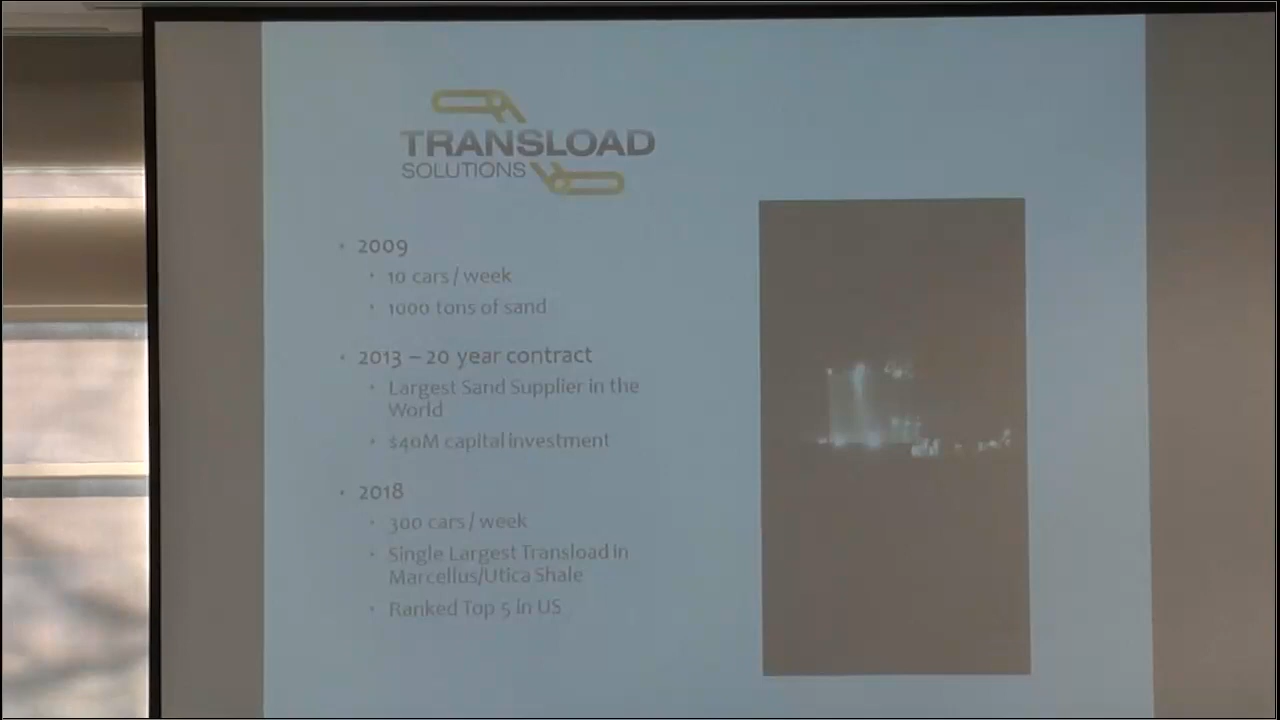 TRANSLOAD
SOLUTIONS
• 2009
• 10 cars / week
• 1000 tons of sand
• 2013 – 20 year contract
• Largest Sand Supplier in the
World
• $40M capital investment
• 2018
• 300 cars / week
• Single Largest Transload in
Marcellus/Utica Shale
• Ranked Top 5 in US